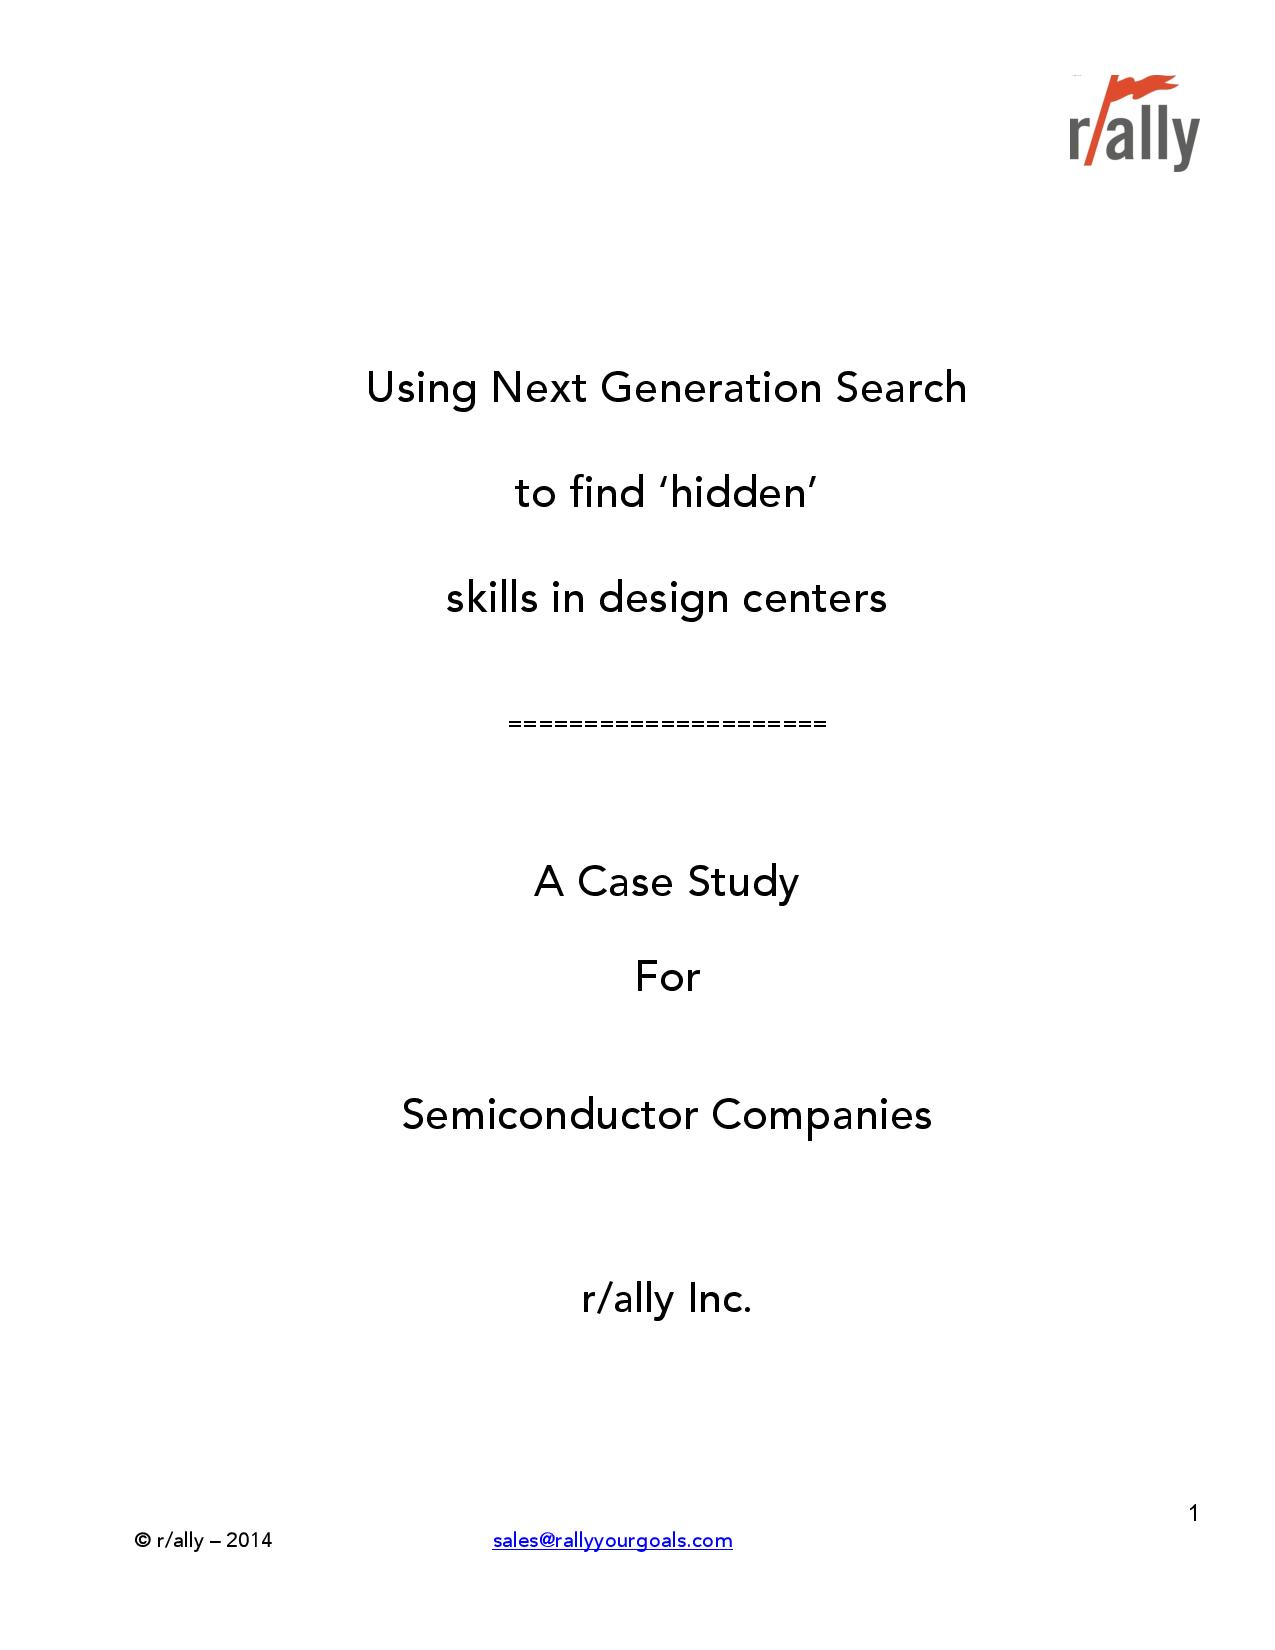 r/ally
Using Next Generation Search
to find ‘hidden’
skills in design centers
=====================
A Case Study
For
Semiconductor Companies
r/ally Inc.
1
© r/ally – 2014 sales@rallyyourgoals.com